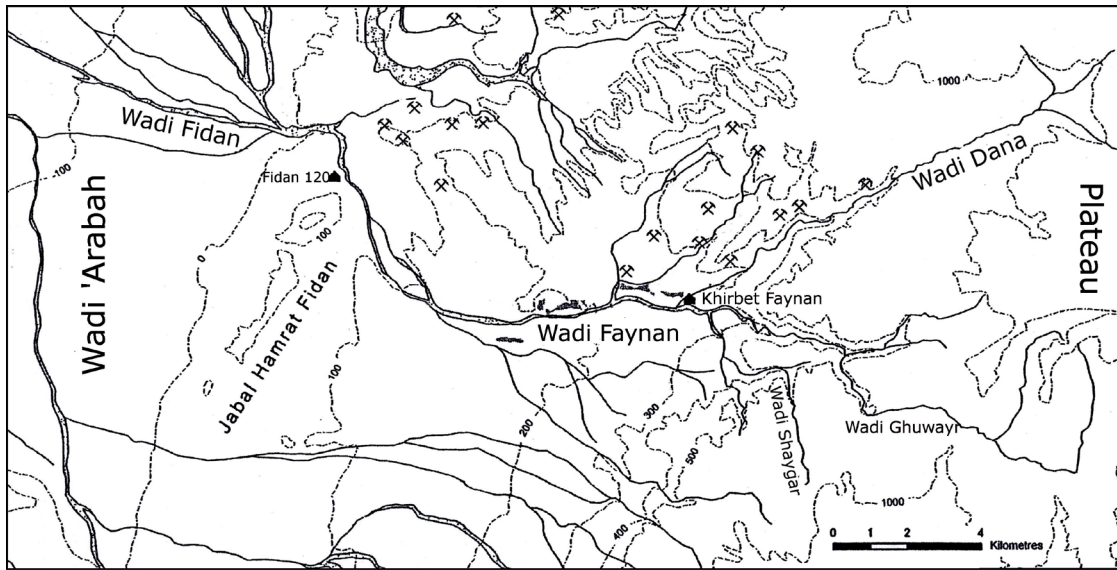 1000
Wadi Fidan
-100
Fidan 120
Wadi Dana
Wadi 'Arabah
Plateau
0
100
Jabal Hamrat Fidan
100
Khirbet Faynan
Wadi Faynan
300
200
500
400
Wadi Shaygar
Wadi Ghuwayr
1000
0 1 2 4
Kilometres